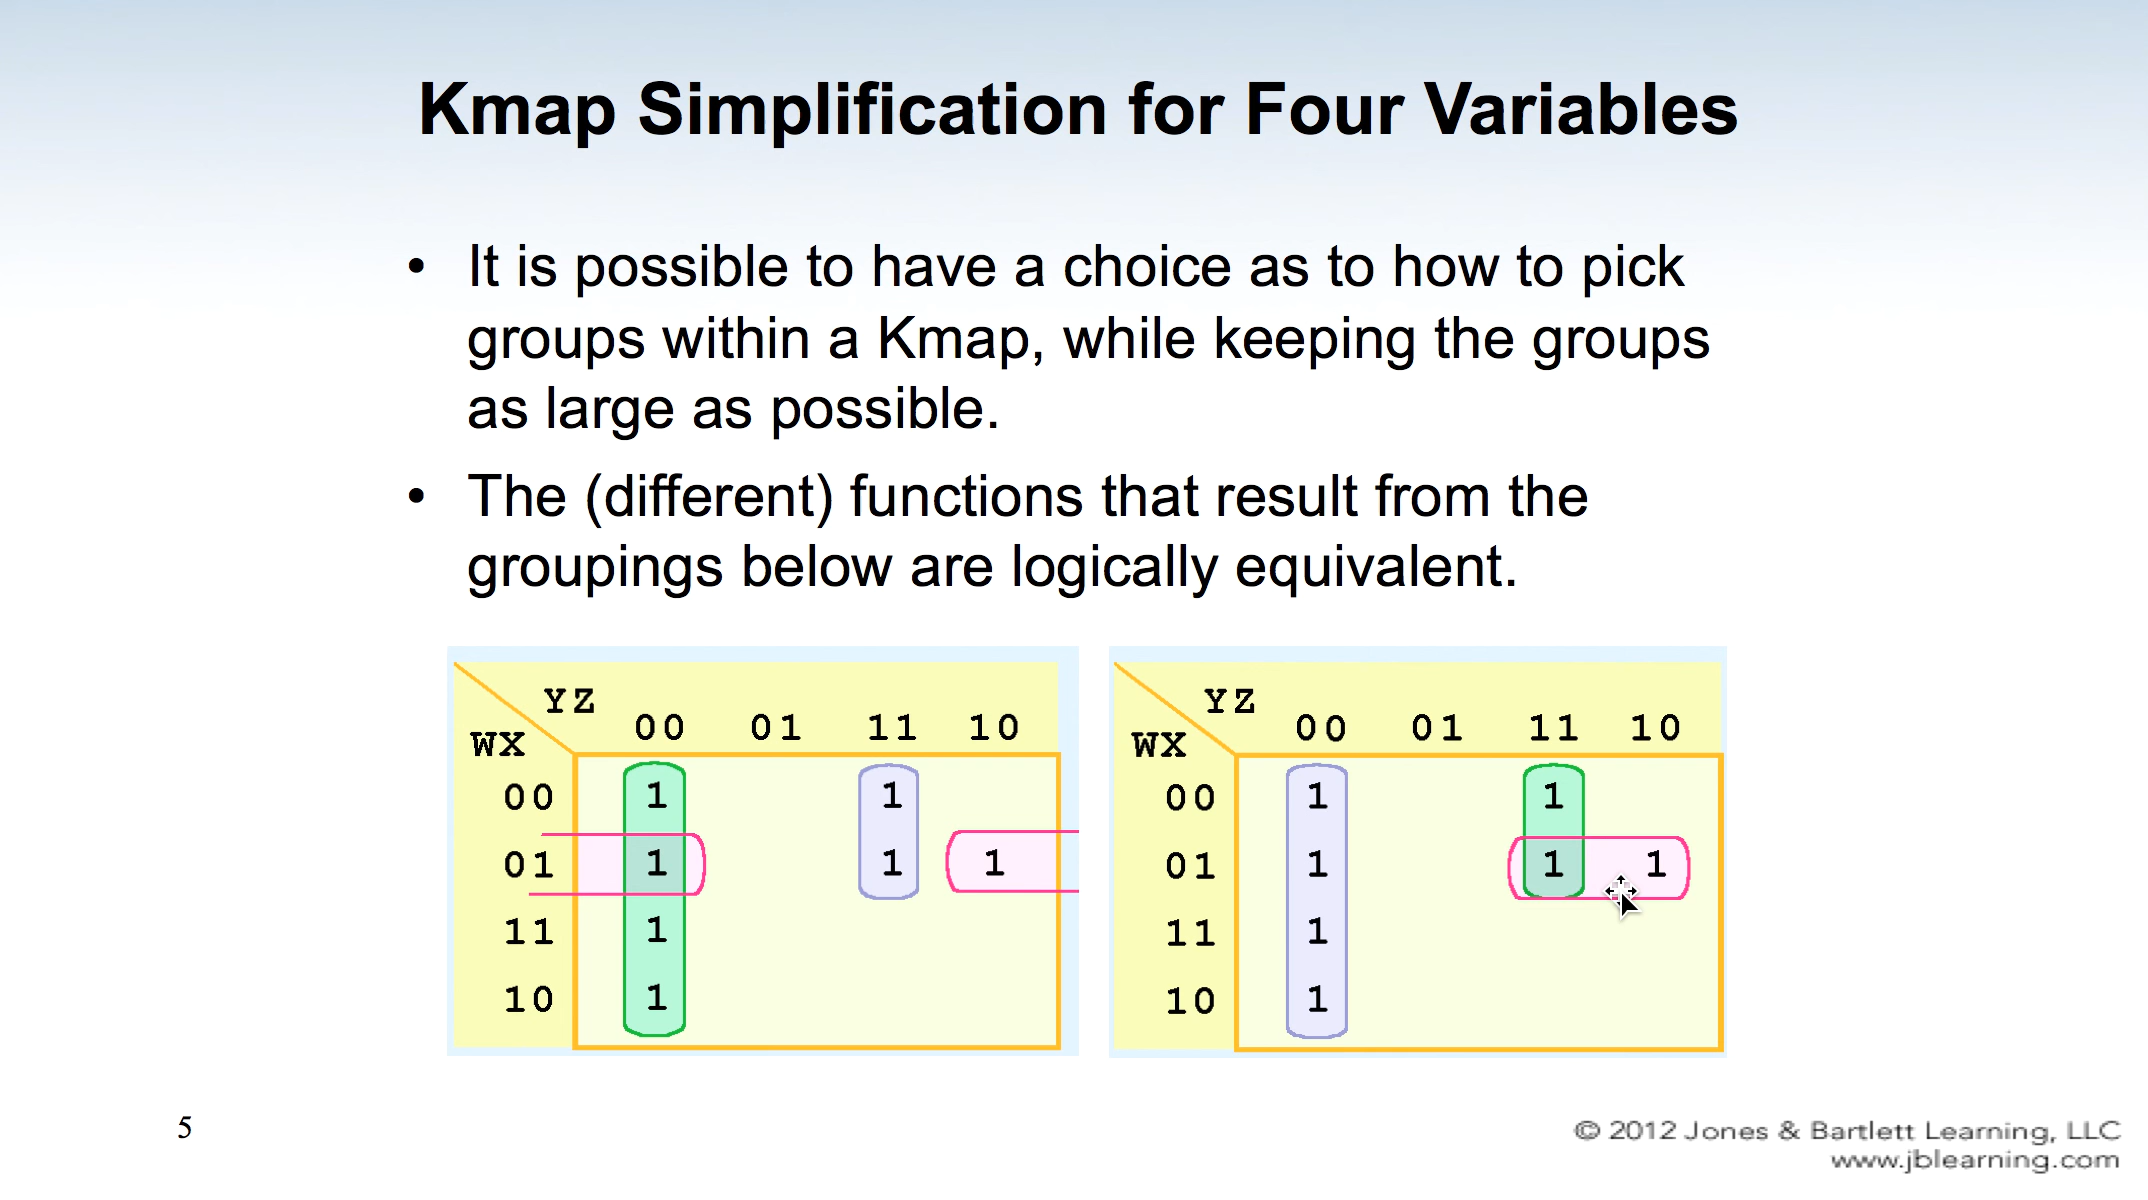 Kmap Simplification for Four Variables
• It is possible to have a choice as to how to pick
groups within a Kmap, while keeping the groups
as large as possible.
• The (different) functions that result from the
groupings below are logically equivalent.
YZ
WX
00 01 11 10
00 1 1
01 1 1 1
11 1
10 1
YZ
WX
00 01 11 10
00 1 1
01 1 1 1
11 1
10 1
5
© 2012 Jones & Bartlett Learning, LLC
www.jblearning.com